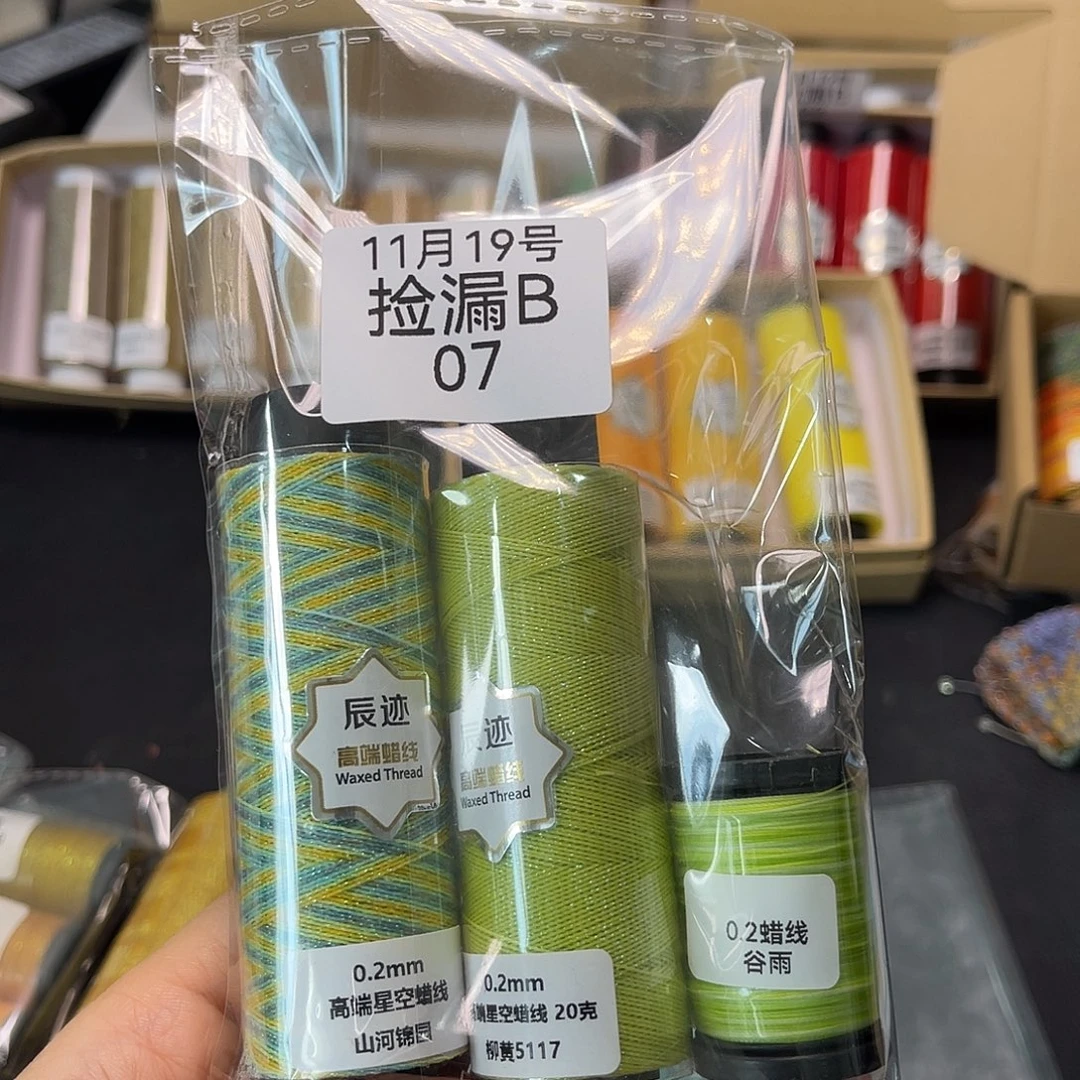 11月19号
捡漏B
07
辰迹
高端蜡线
Waxed Thread
0.2mm
高端星空蜡线
山河锦园
辰迹
高端蜡线
Waxed Thread
0.2mm
端星空蜡线 20克
柳黄5117
0.2蜡线
谷雨